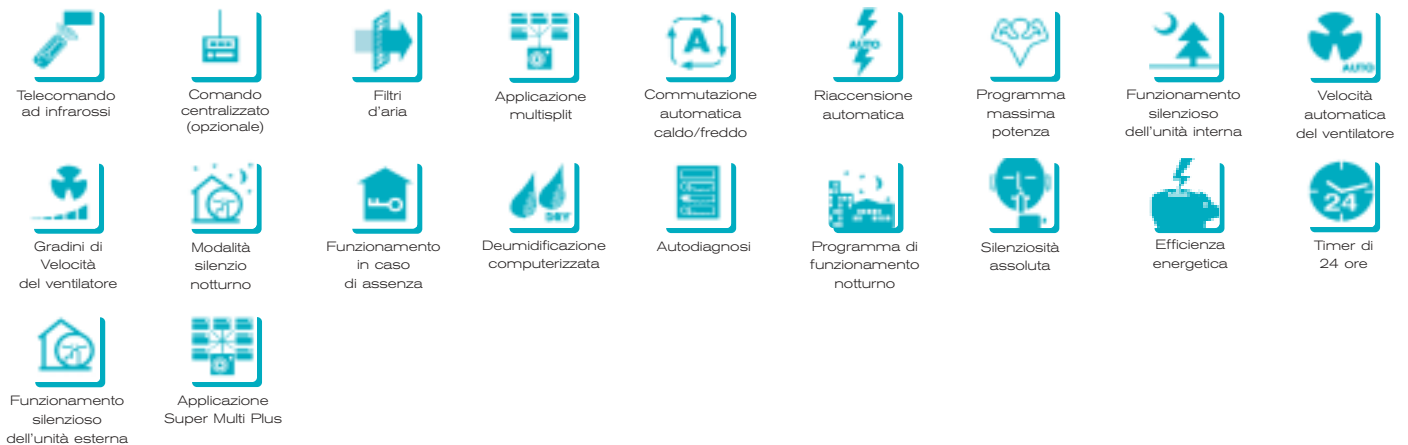 Telecomando
ad infrarossi
Comando
centralizzato
(opzionale)
Filtri
d'aria
Applicazione
multisplit
A
Commutazione
automatica
caldo/freddo
AUTO
Riaccensione
automatica
Programma
massima
potenza
Funzionamento
silenzioso
dell'unità interna
AUTO
Velocità
automatica
del ventilatore
Gradini di
Velocità
del ventilatore
Modalità
silenzio
notturno
Funzionamento
in caso
di assenza
DRY
Deumidificazione
computerizzata
Autodiagnosi
Programma di
funzionamento
notturno
Silenziosità
assoluta
Efficienza
energetica
24
Timer di
24 ore
Funzionamento
silenzioso
dell'unità esterna
Applicazione
Super Multi Plus